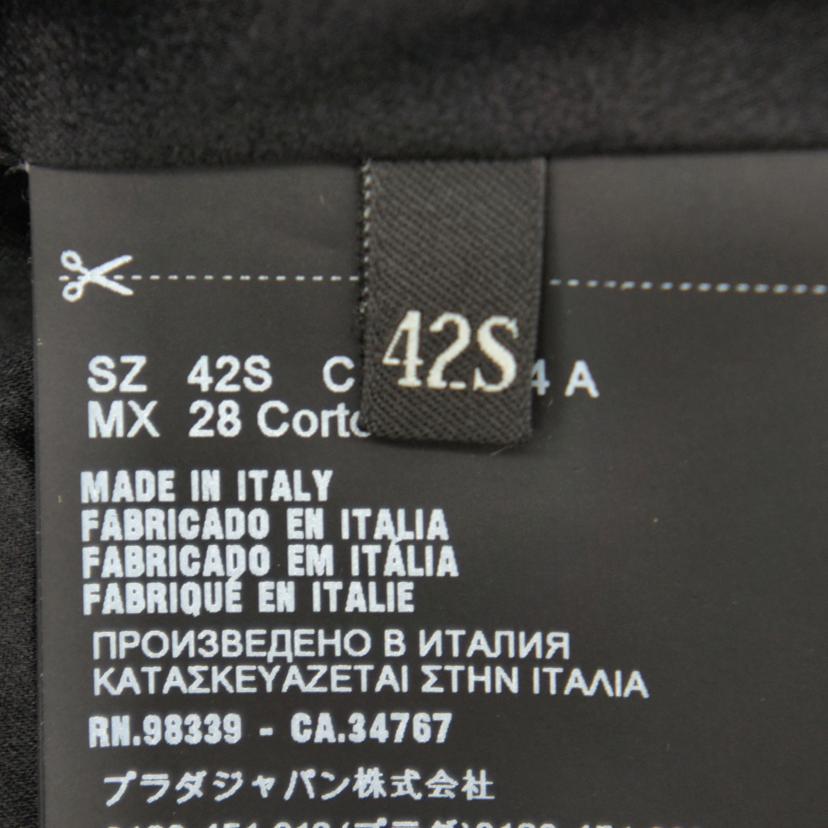 42S
SZ 42S C 4 A
MX 28 Corto
MADE IN ITALY
FABRICADO EN ITALIA
FABRICADO EM ITÁLIA
FABRIQUÉ EN ITALIE
ПРОИЗВЕДЕНО В ИТАЛИЯ
ΚΑΤΑΣΚΕΥΑΖΕΤΑΙ ΣΤΗΝ ΙΤΑΛΙΑ
RN.98339 - CA.34767
プラダジャパン株式会社